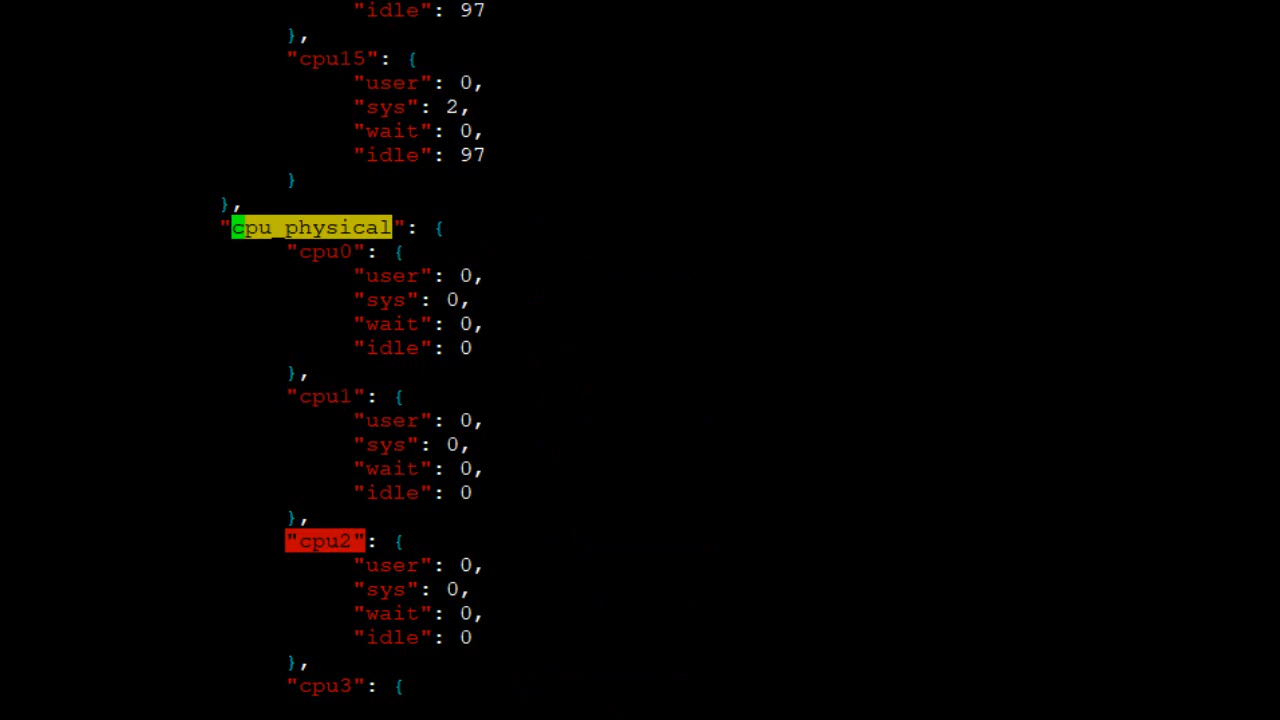 "idle": 97
},
"cpu15": {
"user": 0,
"sys": 2,
"wait": 0,
"idle": 97
}
},
"cpu_physical": {
"cpu0": {
"user": 0,
"sys": 0,
"wait": 0,
"idle": 0
},
"cpu1": {
"user": 0,
"sys": 0,
"wait": 0,
"idle": 0
},
"cpu2": {
"user": 0,
"sys": 0,
"wait": 0,
"idle": 0
},
"cpu3": {